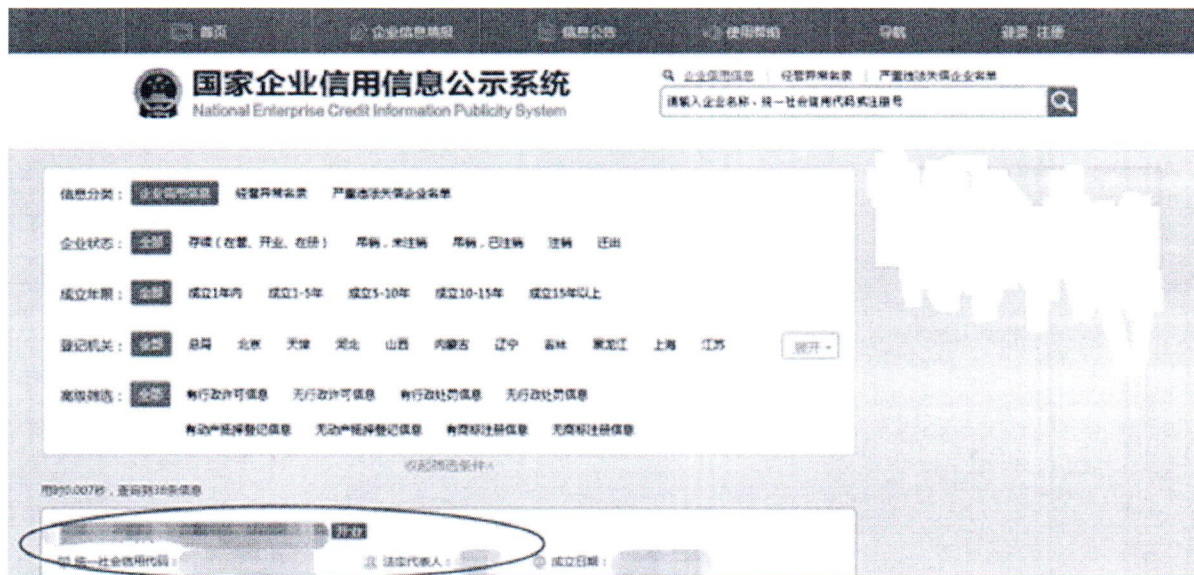 首页 企业信息填报 信息公告 使用帮助 导航 登录 注册
国家企业信用信息公示系统
National Enterprise Credit Information Publicity System
企业信用信息 | 经营异常名录 | 严重违法失信企业名单
请输入企业名称、统一社会信用代码或注册号
信息分类： 企业信用信息 经营异常名录 严重违法失信企业名单
企业状态： 全部 存续（在营、开业、在册） 吊销，未注销 吊销，已注销 注销 迁出
成立年限： 全部 成立1年内 成立1-5年 成立5-10年 成立10-15年 成立15年以上
登记机关： 全部 总局 北京 天津 河北 山西 内蒙古 辽宁 吉林 黑龙江 上海 江苏 展开
高级筛选： 全部 有行政许可信息 无行政许可信息 有行政处罚信息 无行政处罚信息
有动产抵押登记信息 无动产抵押登记信息 有商标注册信息 无商标注册信息
收起筛选条件
用时0.007秒，查询到38条信息
开业
统一社会信用代码： 法定代表人： 成立日期：